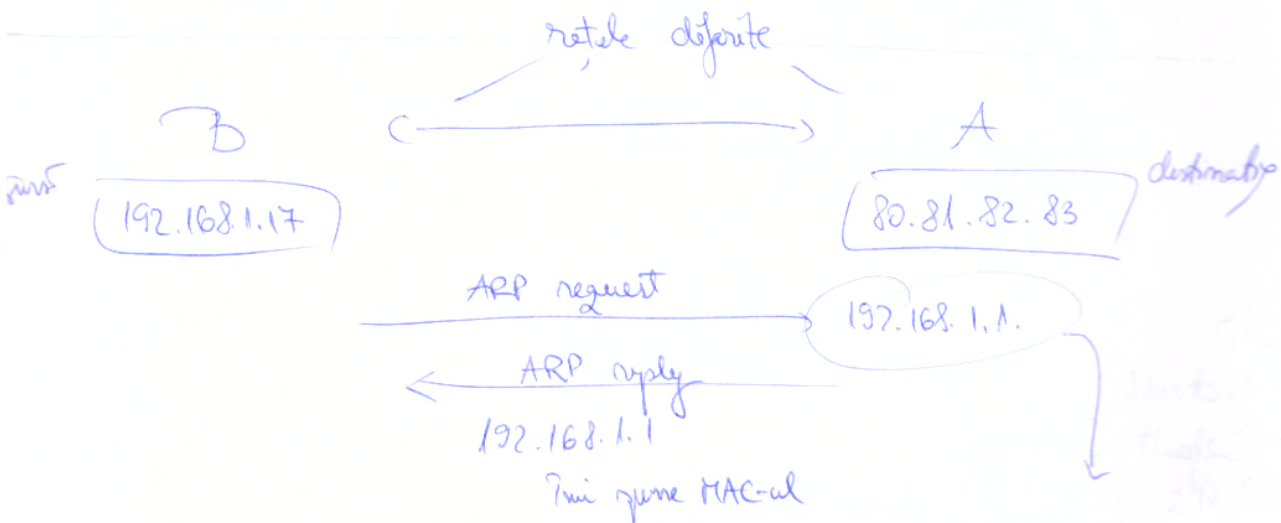 rețele diferite
B
A
sursă
destinație
192.168.1.17
80.81.82.83
ARP request
192.168.1.1.
ARP reply
192.168.1.1
Îmi spune MAC-ul